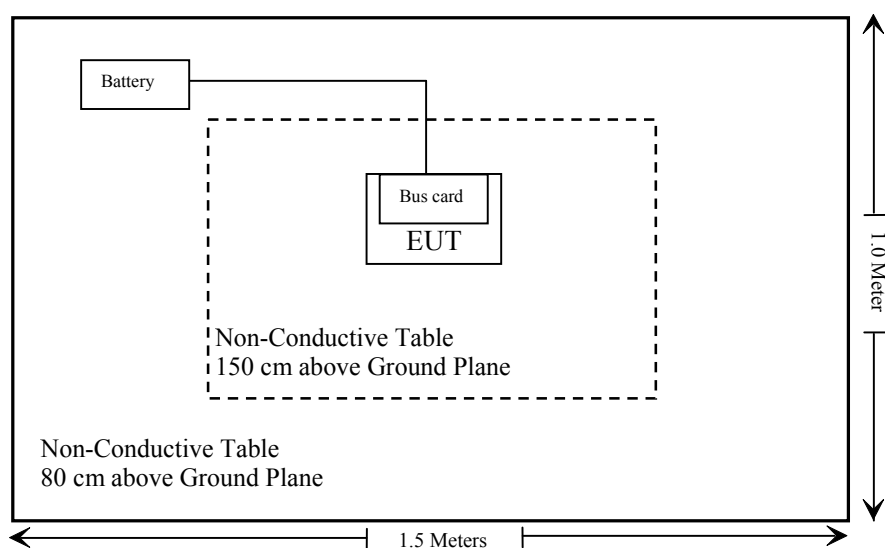 Battery
Bus card
EUT
Non-Conductive Table
150 cm above Ground Plane
Non-Conductive Table
80 cm above Ground Plane
1.0 Meter
1.5 Meters